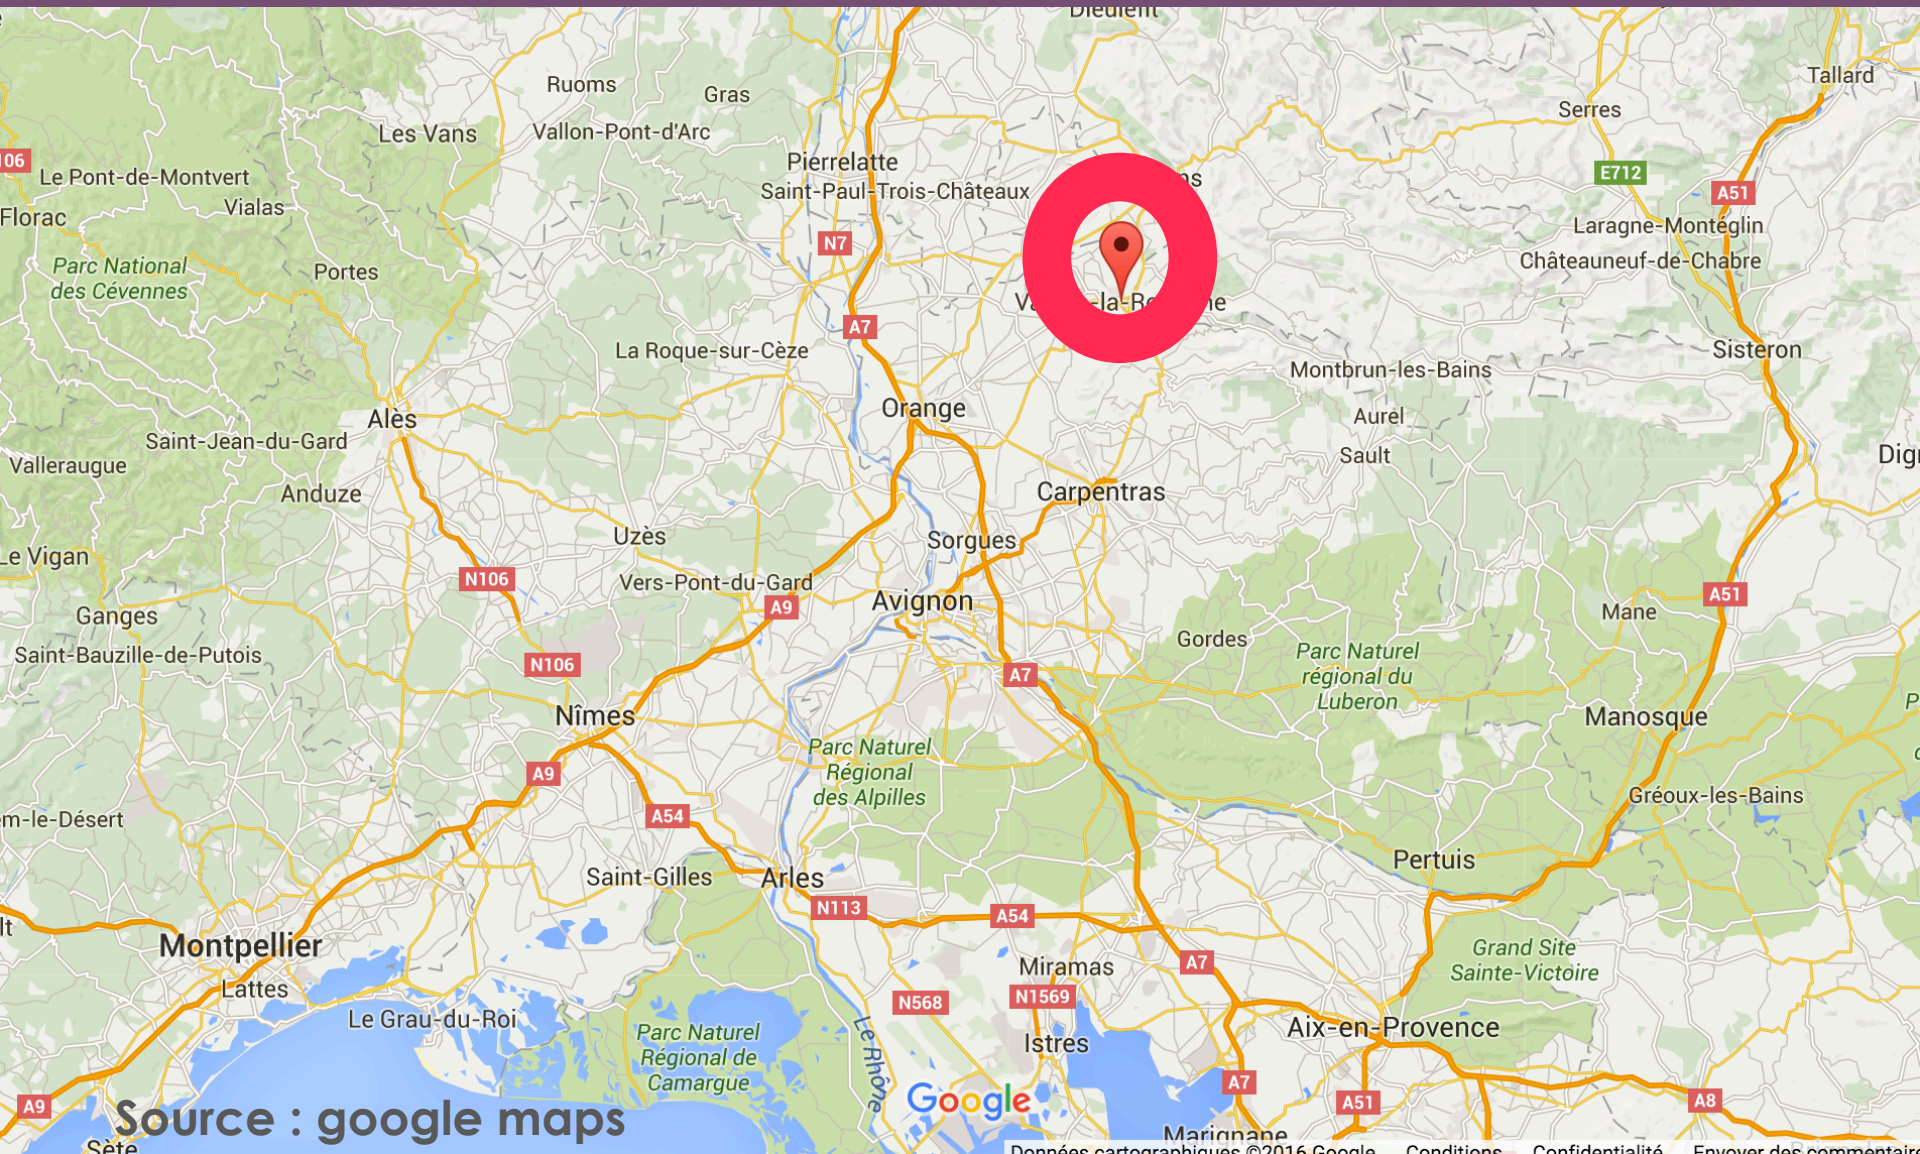 Dieulefit
Tallard
Ruoms
Gras
Serres
Les Vans
Vallon-Pont-d'Arc
Pierrelatte
106
E712
Le Pont-de-Montvert
Saint-Paul-Trois-Châteaux
A51
Vialas
Florac
Laragne-Montéglin
N7
Parc National
des Cévennes
Portes
Châteauneuf-de-Chabre
A7
La Roque-sur-Cèze
Sisteron
Montbrun-les-Bains
Orange
Alès
Aurel
Saint-Jean-du-Gard
Valleraugue
Sault
Anduze
Carpentras
Uzès
Sorgues
Le Vigan
N106
Vers-Pont-du-Gard
A9
Avignon
A51
Ganges
Mane
Gordes
Saint-Bauzille-de-Putois
N106
Parc Naturel
régional du
Luberon
A7
Nîmes
Manosque
Parc Naturel
Régional
des Alpilles
A9
Gréoux-les-Bains
A54
em-le-Désert
Pertuis
Saint-Gilles
Arles
N113
A54
Montpellier
Grand Site
Sainte-Victoire
Miramas
A7
Lattes
N568
N1569
Le Grau-du-Roi
Aix-en-Provence
Parc Naturel
Régional de
Camargue
Le Rhône
Istres
A7
A51
A8
Google
A9
Source : google maps
Marignane
Sète
Données cartographiques ©2016 Google Conditions Confidentialité Envoyer des commentaires